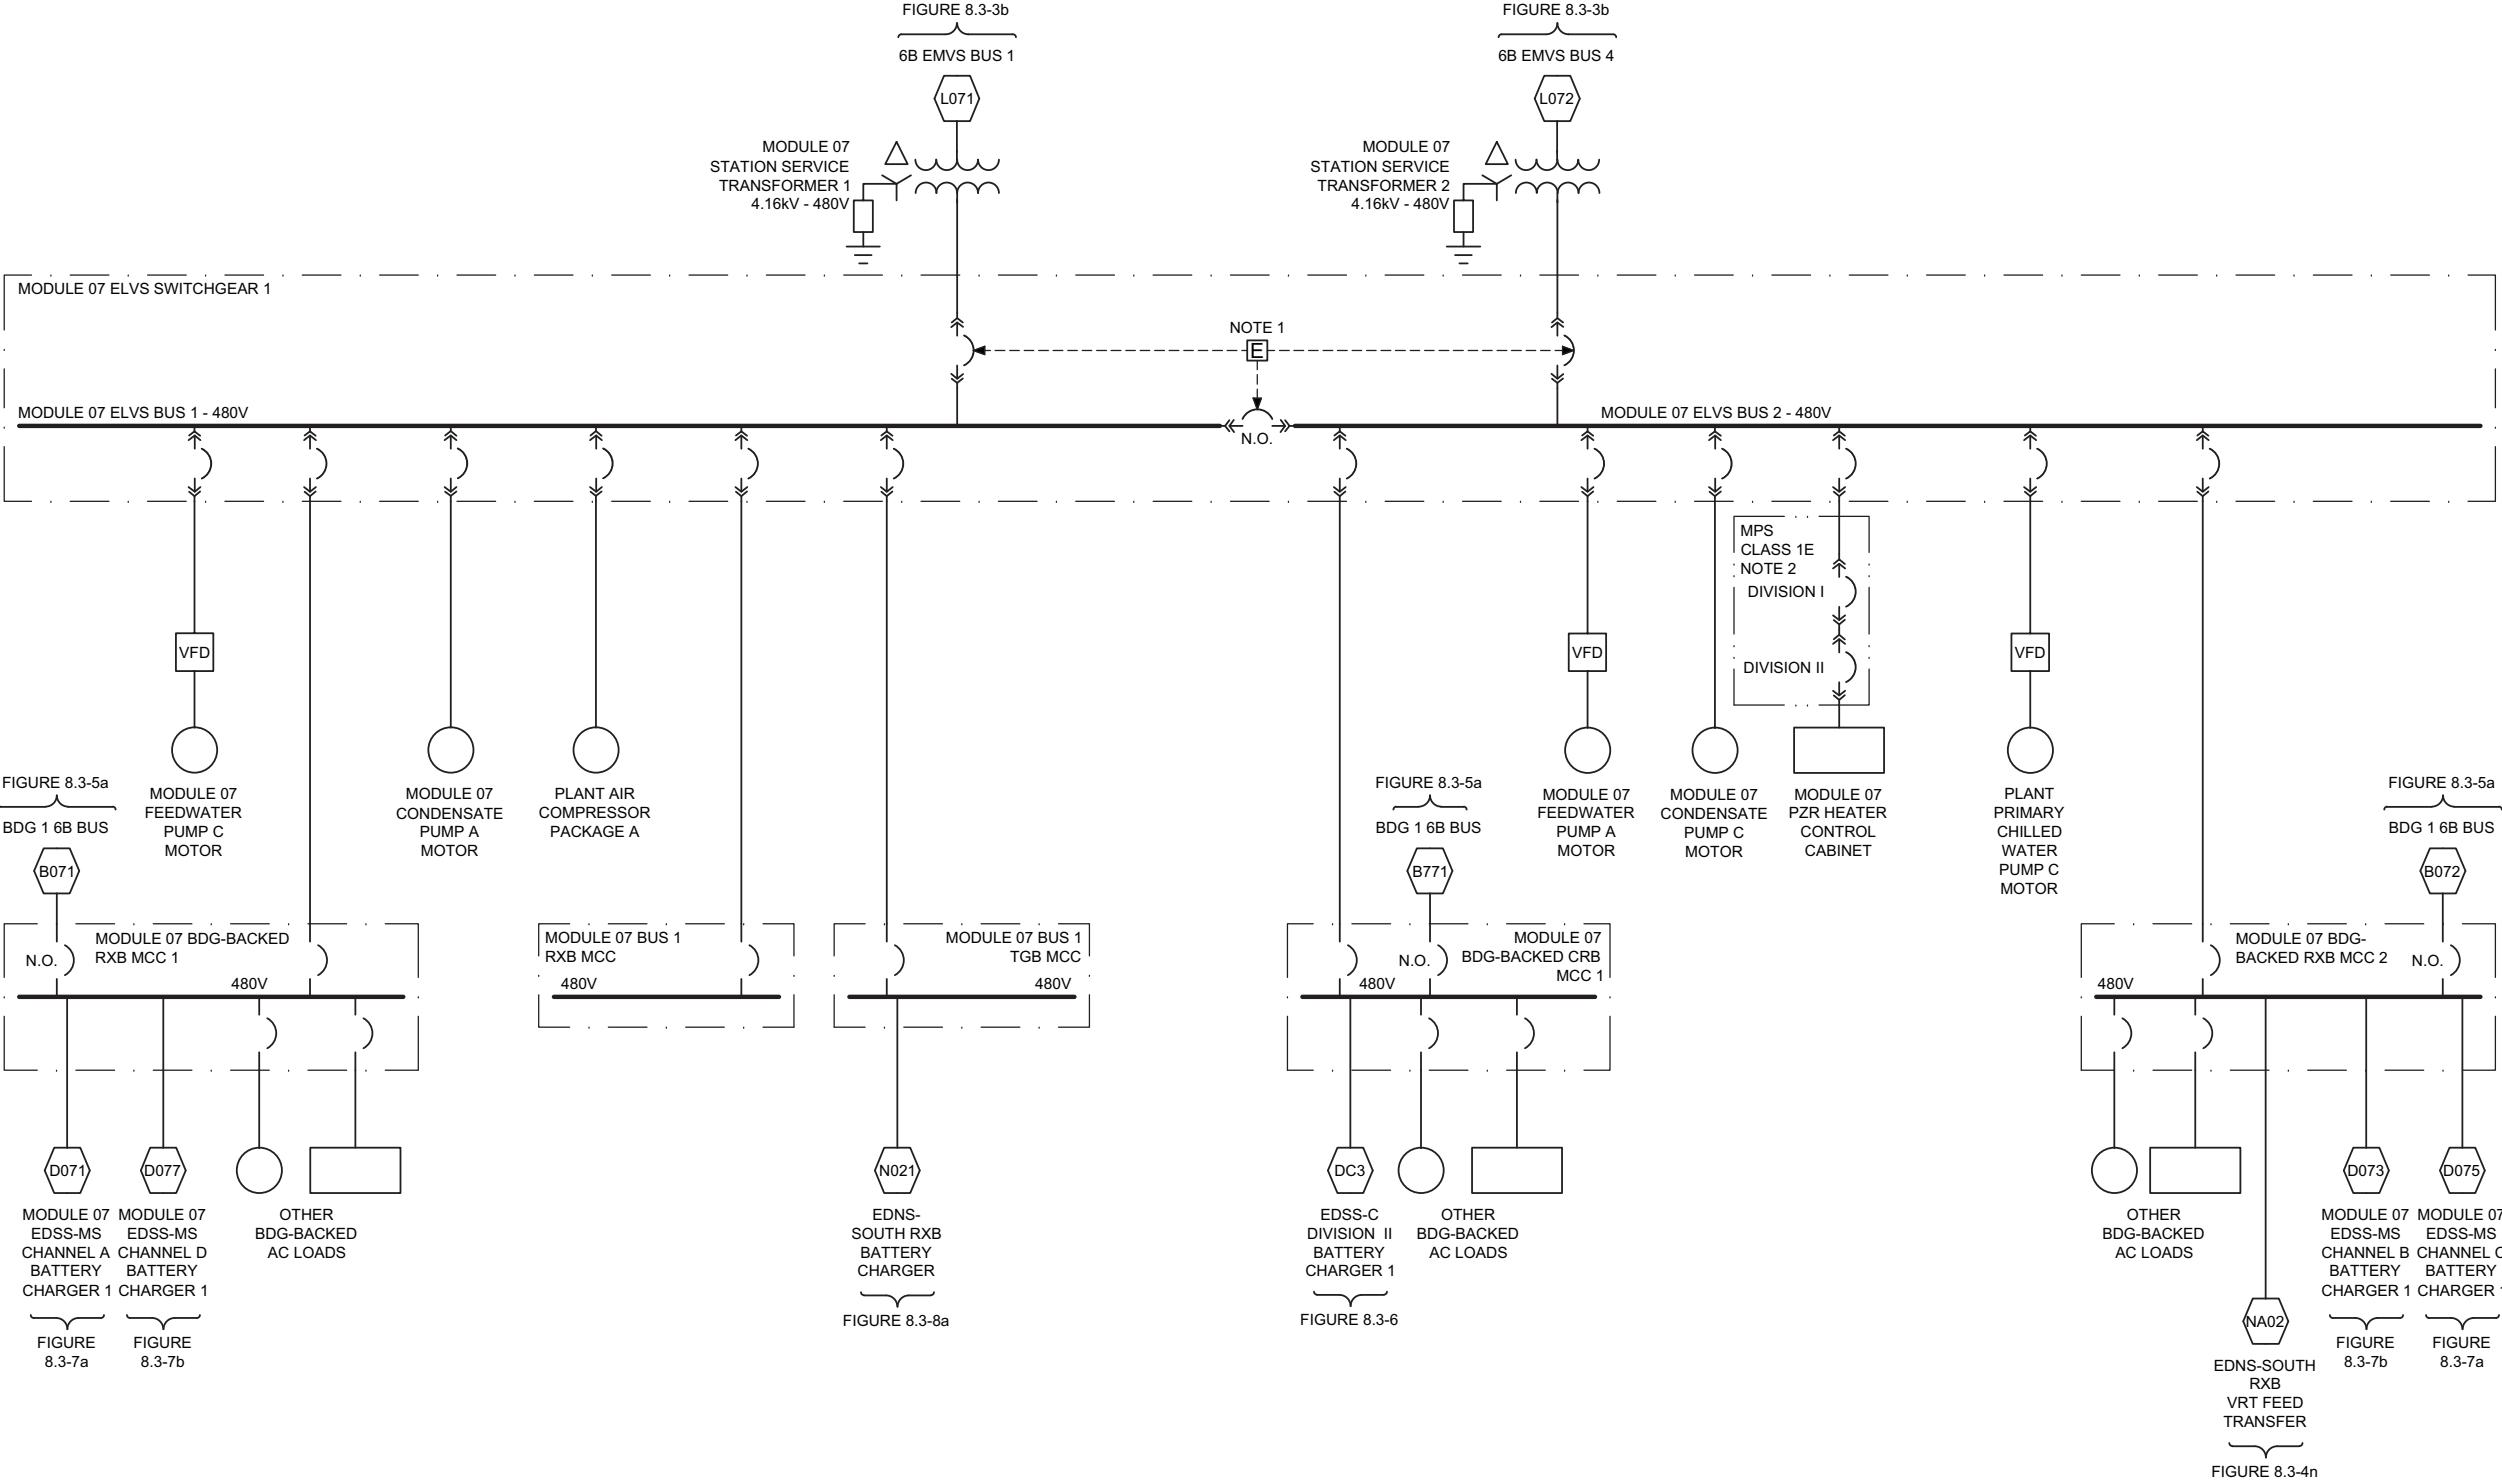 FIGURE 8.3-3b
6B EMVS BUS 1
L071
MODULE 07
STATION SERVICE
TRANSFORMER 1
4.16kV - 480V
FIGURE 8.3-3b
6B EMVS BUS 4
L072
MODULE 07
STATION SERVICE
TRANSFORMER 2
4.16kV - 480V
MODULE 07 ELVS SWITCHGEAR 1
NOTE 1
E
MODULE 07 ELVS BUS 1 - 480V
N.O.
MODULE 07 ELVS BUS 2 - 480V
MPS
CLASS 1E
NOTE 2
DIVISION I
DIVISION II
VFD
VFD
VFD
MODULE 07
FEEDWATER
PUMP C
MOTOR
MODULE 07
CONDENSATE
PUMP A
MOTOR
PLANT AIR
COMPRESSOR
PACKAGE A
MODULE 07
FEEDWATER
PUMP A
MOTOR
MODULE 07
CONDENSATE
PUMP C
MOTOR
MODULE 07
PZR HEATER
CONTROL
CABINET
PLANT
PRIMARY
CHILLED
WATER
PUMP C
MOTOR
FIGURE 8.3-5a
BDG 1 6B BUS
B071
FIGURE 8.3-5a
BDG 1 6B BUS
B771
FIGURE 8.3-5a
BDG 1 6B BUS
B072
N.O.
MODULE 07 BDG-BACKED
RXB MCC 1
480V
MODULE 07 BUS 1
RXB MCC
480V
MODULE 07 BUS 1
TGB MCC
480V
N.O.
MODULE 07
BDG-BACKED CRB
MCC 1
480V
MODULE 07 BDG-
BACKED RXB MCC 2
N.O.
480V
D071
MODULE 07
EDSS-MS
CHANNEL A
BATTERY
CHARGER 1
FIGURE
8.3-7a
D077
MODULE 07
EDSS-MS
CHANNEL D
BATTERY
CHARGER 1
FIGURE
8.3-7b
OTHER
BDG-BACKED
AC LOADS
N021
EDNS-
SOUTH RXB
BATTERY
CHARGER
FIGURE 8.3-8a
DC3
EDSS-C
DIVISION II
BATTERY
CHARGER 1
FIGURE 8.3-6
OTHER
BDG-BACKED
AC LOADS
OTHER
BDG-BACKED
AC LOADS
NA02
EDNS-SOUTH
RXB
VRT FEED
TRANSFER
FIGURE 8.3-4n
D073
MODULE 07
EDSS-MS
CHANNEL B
BATTERY
CHARGER 1
FIGURE
8.3-7b
D075
MODULE 07
EDSS-MS
CHANNEL C
BATTERY
CHARGER 1
FIGURE
8.3-7a